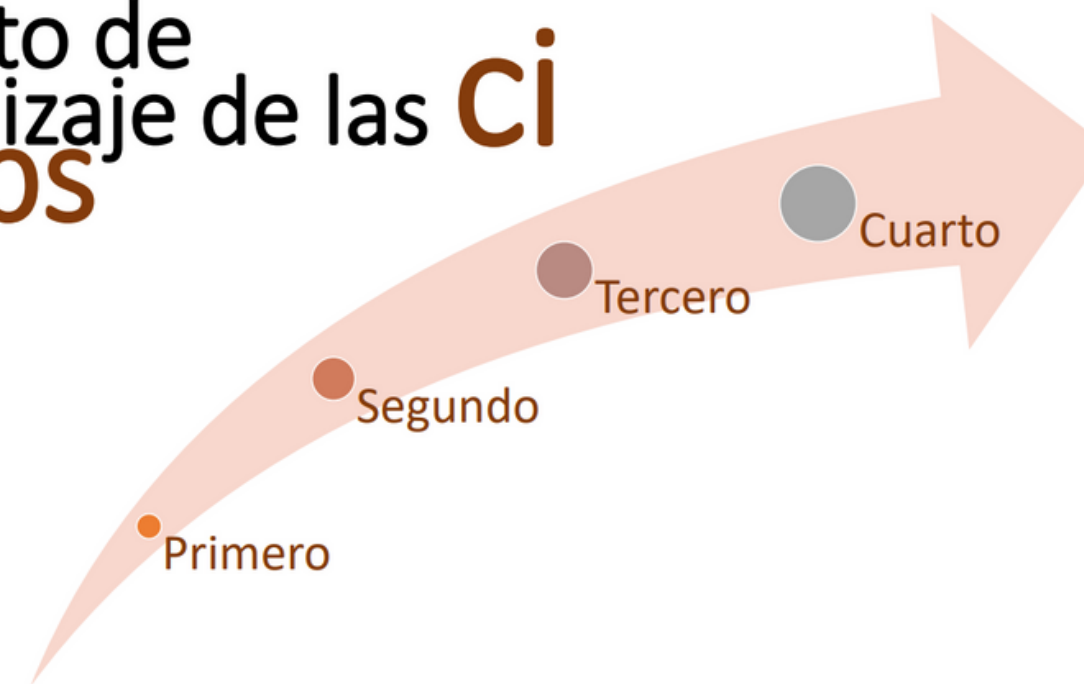 to de
izaje de las ci
os
Cuarto
Tercero
Segundo
Primero